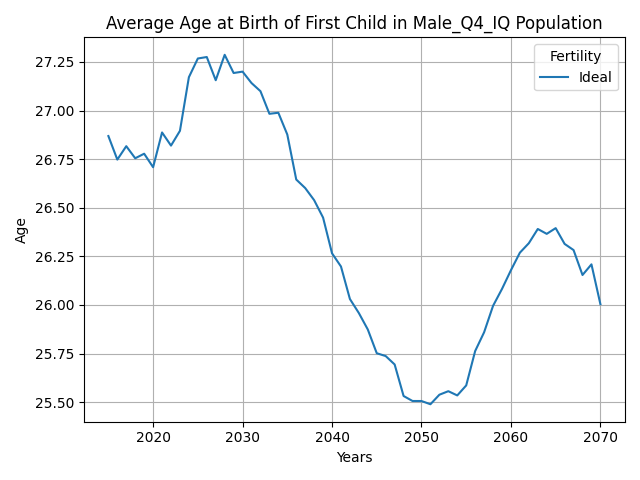 Average Age at Birth of First Child in Male_Q4_IQ Population
Fertility
Ideal
27.25
27.00
26.75
26.50
26.25
26.00
25.75
25.50
Age
2020 2030 2040 2050 2060 2070
Years